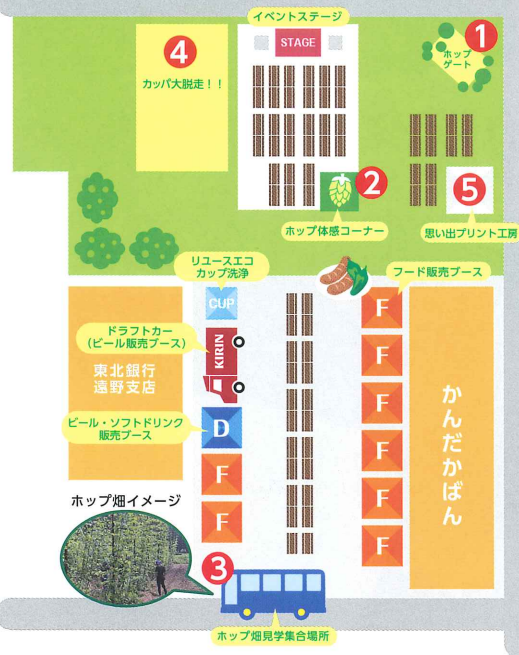 イベントステージ
STAGE
1
ホップ
ゲート
4
カッパ大脱走！！
2
ホップ体感コーナー
5
思い出プリント工房
リユースエコ
カップ洗浄
CUP
フード販売ブース
F
F
F
F
F
F
ドラフトカー
（ビール販売ブース）
KIRIN
東北銀行
遠野支店
ビール・ソフトドリンク
販売ブース
D
F
F
かんだかばん
ホップ畑イメージ
3
ホップ畑見学集合場所